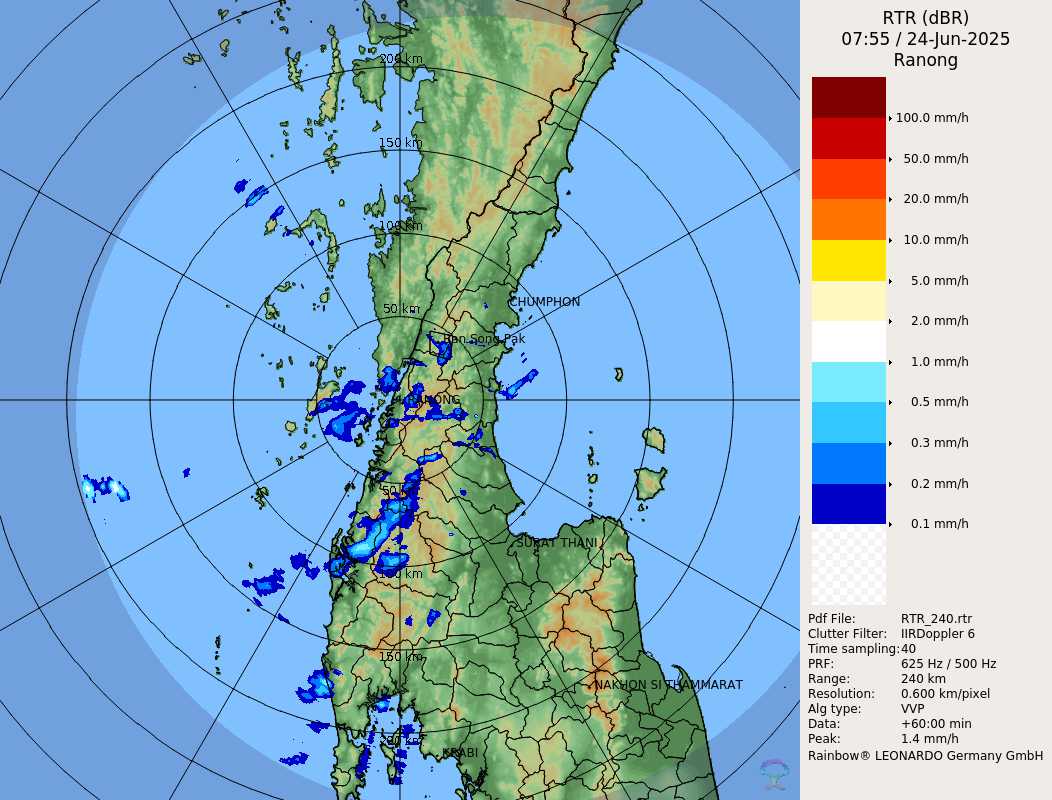 RTR (dBR)
07:55 / 24-Jun-2025
Ranong
100.0 mm/h
50.0 mm/h
20.0 mm/h
10.0 mm/h
5.0 mm/h
2.0 mm/h
1.0 mm/h
0.5 mm/h
0.3 mm/h
0.2 mm/h
0.1 mm/h
Pdf File: RTR_240.rtr
Clutter Filter: IIRDoppler 6
Time sampling:40
PRF: 625 Hz / 500 Hz
Range: 240 km
Resolution: 0.600 km/pixel
Alg type: VVP
Data: +60:00 min
Peak: 1.4 mm/h
Rainbow® LEONARDO Germany GmbH
200 km
150 km
100 km
50 km
CHUMPHON
Ban Song Pak
RANONG
50 km
SURAT THANI
100 km
150 km
NAKHON SI THAMMARAT
200 km
KRABI